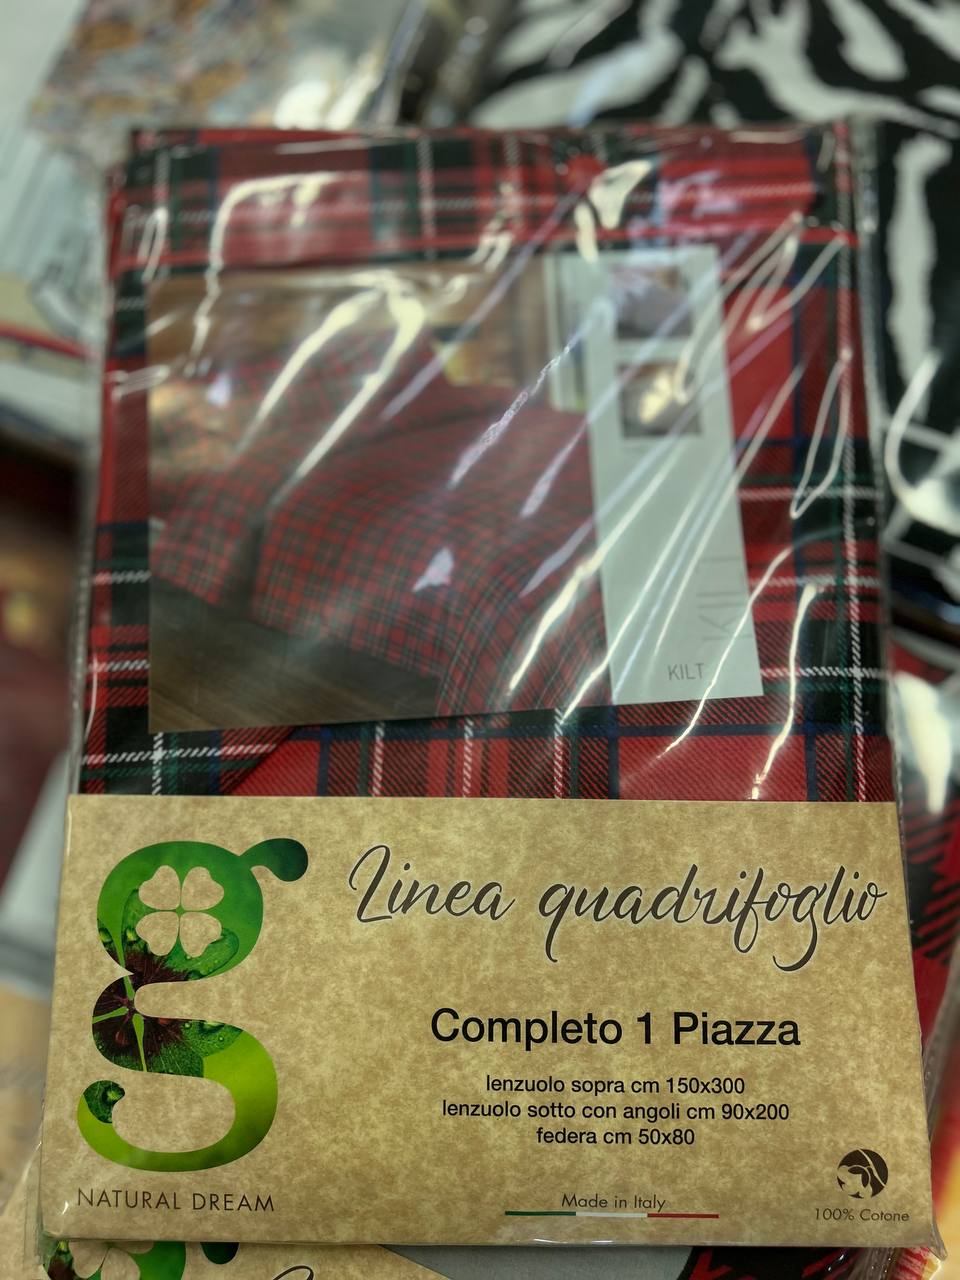 KILT
KILT
Linea quadrifoglio
Completo 1 Piazza
lenzuolo sopra cm 150x300
lenzuolo sotto con angoli cm 90x200
federa cm 50x80
NATURAL DREAM
Made in Italy
100% Cotone